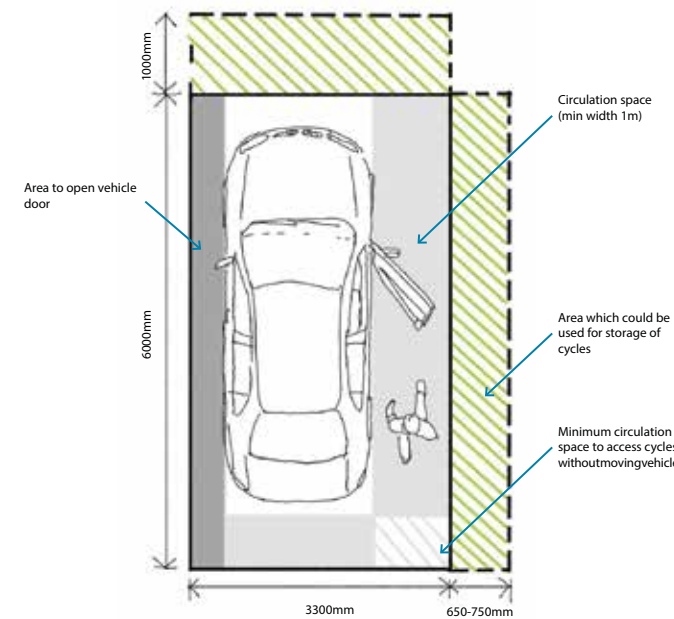 1000mm
Circulation space
(min width 1m)
Area to open vehicle
door
6000mm
Area which could be
used for storage of
cycles
Minimum circulation
space to access cycles
withoutmovingvehicle
3300mm
650-750mm